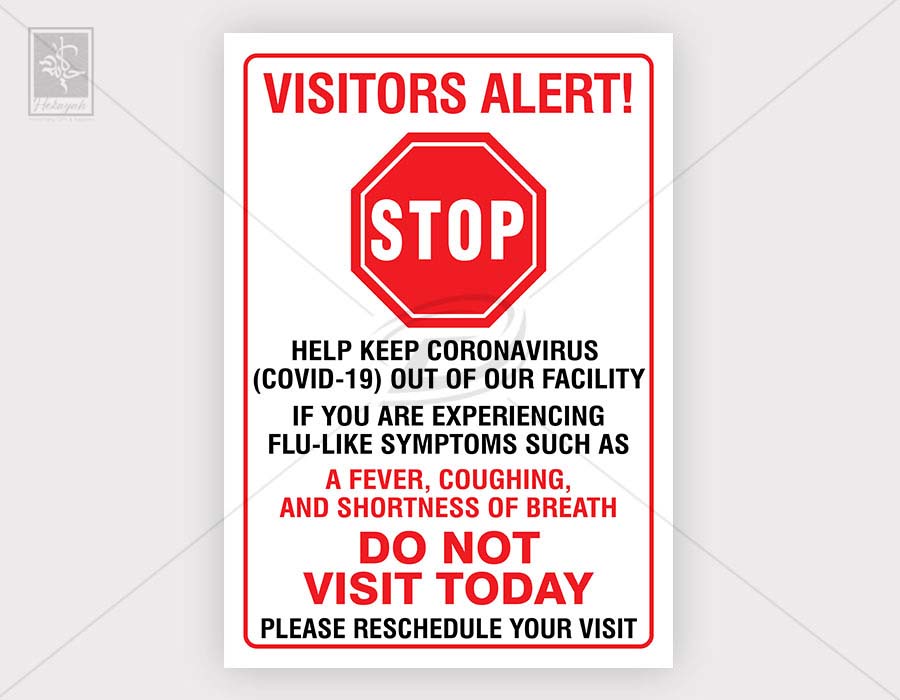 Hekayah
VISITORS ALERT!
STOP
HELP KEEP CORONAVIRUS
(COVID-19) OUT OF OUR FACILITY
IF YOU ARE EXPERIENCING
FLU-LIKE SYMPTOMS SUCH AS
A FEVER, COUGHING,
AND SHORTNESS OF BREATH
DO NOT
VISIT TODAY
PLEASE RESCHEDULE YOUR VISIT